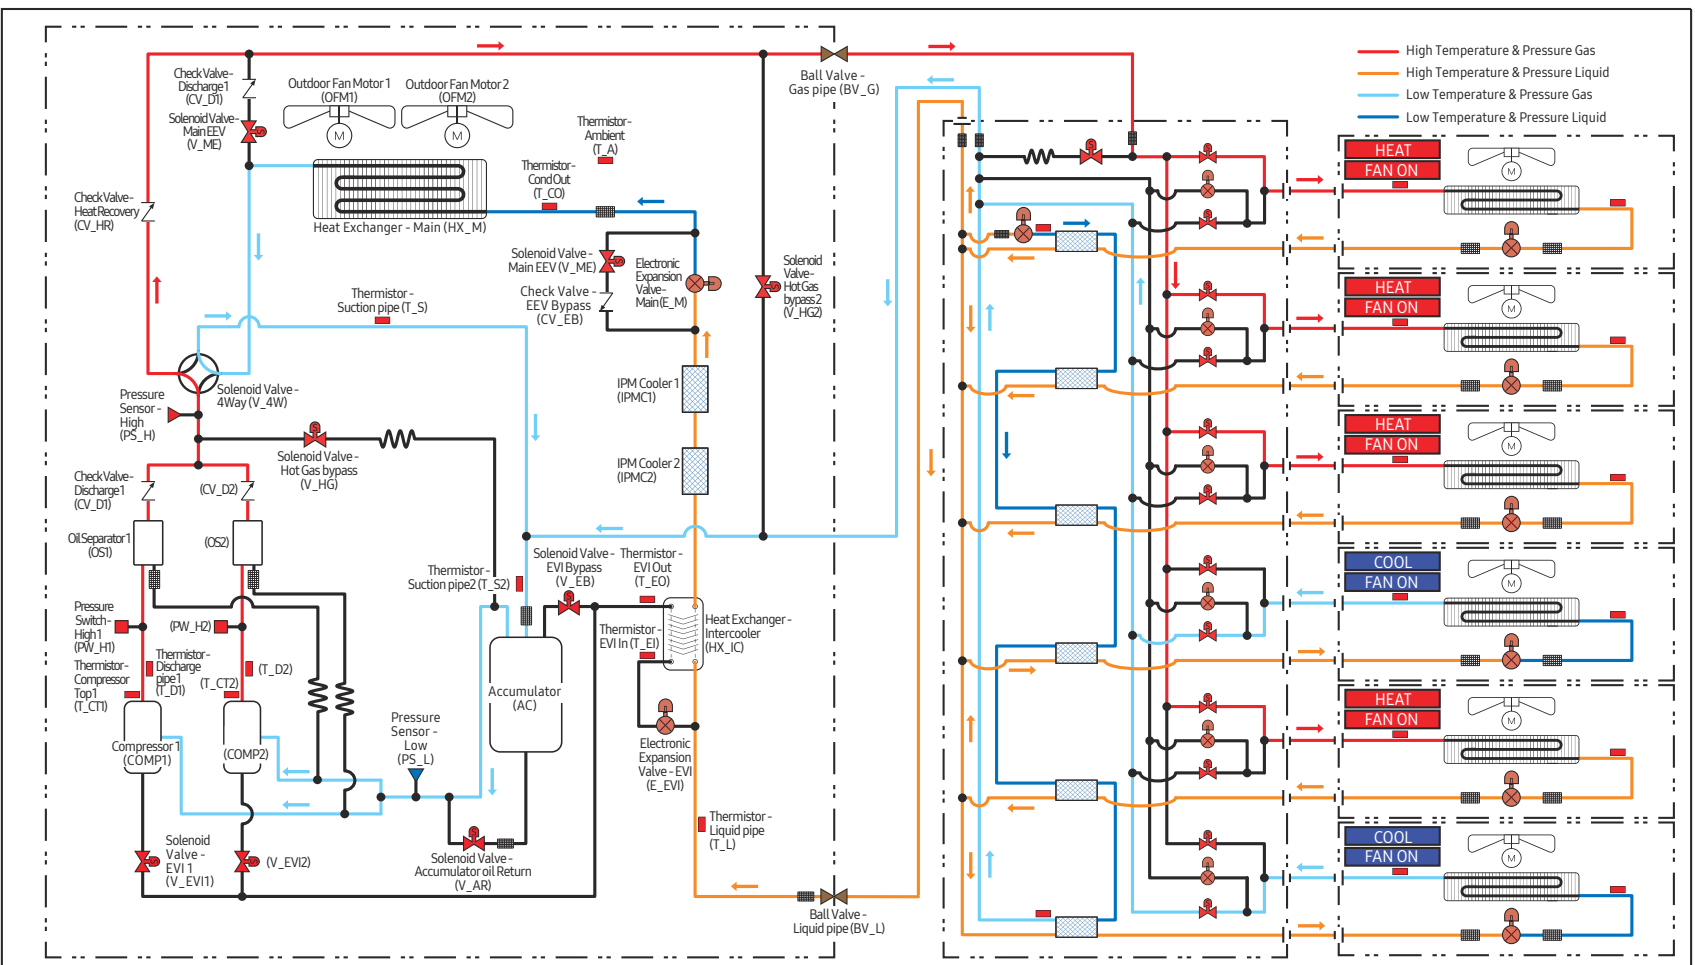 High Temperature & Pressure Gas
High Temperature & Pressure Liquid
Low Temperature & Pressure Gas
Low Temperature & Pressure Liquid
Check Valve -
Discharge1
(CV_D1)
Solenoid Valve -
Main EEV
(V_ME)
Outdoor Fan Motor 1
(OFM1)
M
Outdoor Fan Motor 2
(OFM2)
M
Thermistor-
Ambient
(T_A)
Thermistor-
Cond Out
(T_CO)
Heat Exchanger - Main (HX_M)
Check Valve -
Heat Recovery
(CV_HR)
Ball Valve -
Gas pipe (BV_G)
Solenoid Valve -
Main EEV (V_ME)
Check Valve -
EEV Bypass
(CV_EB)
Electronic
Expansion
Valve-
Main (E_M)
Solenoid
Valve-
Hot Gas
bypass2
(V_HG2)
Thermistor -
Suction pipe (T_S)
Solenoid Valve -
4Way (V_4W)
Pressure
Sensor -
High
(PS_H)
IPM Cooler 1
(IPMC1)
IPM Cooler 2
(IPMC2)
Solenoid Valve -
Hot Gas bypass
(V_HG)
Check Valve -
Discharge1
(CV_D1)
(CV_D2)
Oil Separator 1
(OS1)
(OS2)
Thermistor -
Suction pipe2 (T_S2)
Solenoid Valve -
EVI Bypass
(V_EB)
Thermistor -
EVI Out
(T_EO)
Thermistor -
EVI In (T_EI)
Heat Exchanger -
Intercooler
(HX_IC)
Pressure
Switch-
High1
(PW_H1)
(PW_H2)
Thermistor-
Compressor
Top1
(T_CT1)
Thermistor-
Discharge
pipe1
(T_D1)
(T_CT2)
(T_D2)
Compressor 1
(COMP1)
(COMP2)
Pressure
Sensor -
Low
(PS_L)
Accumulator
(AC)
Electronic
Expansion
Valve - EVI
(E_EVI)
Thermistor -
Liquid pipe
(T_L)
Solenoid
Valve -
EVI 1
(V_EVI1)
(V_EVI2)
Solenoid Valve -
Accumulator oil Return
(V_AR)
Ball Valve -
Liquid pipe (BV_L)
HEAT
FAN ON
M
HEAT
FAN ON
M
HEAT
FAN ON
M
COOL
FAN ON
M
HEAT
FAN ON
M
COOL
FAN ON
M